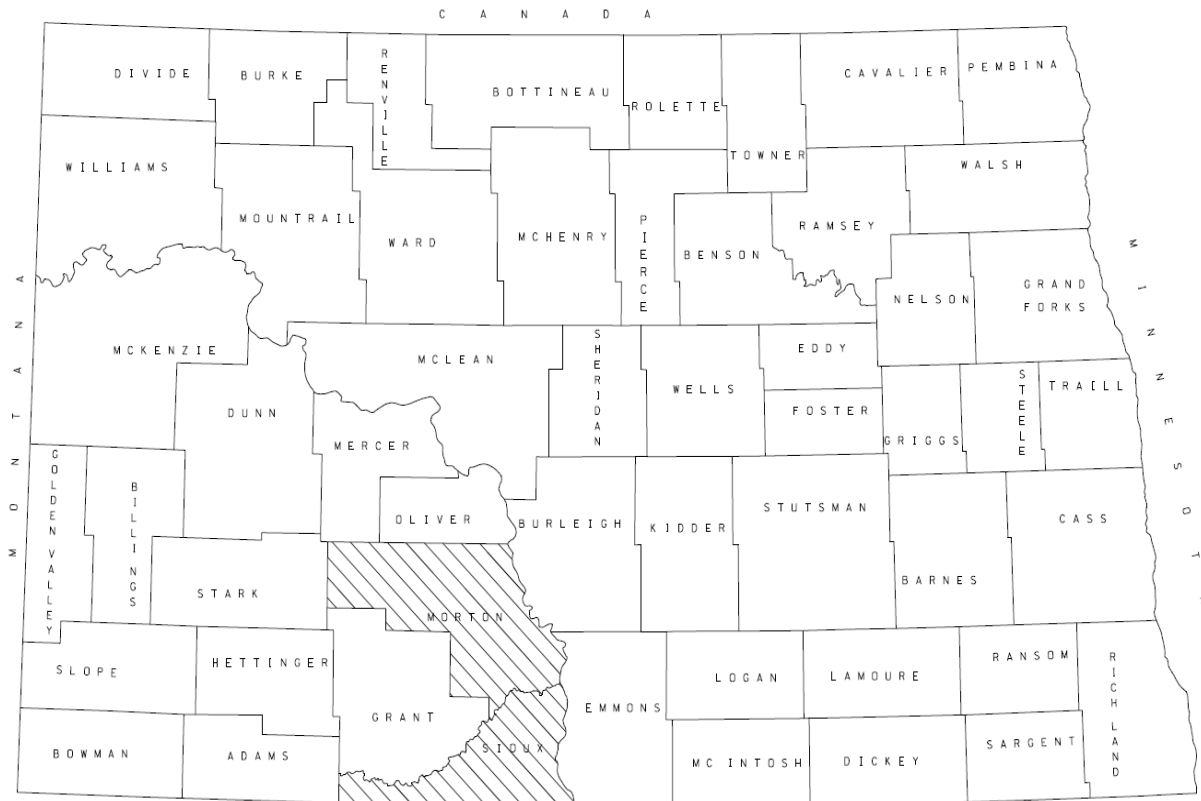 CANADA
DIVIDE
BURKE
RENVILLE
BOTTINEAU
ROLETTE
TOWNER
CAVALIER
PEMBINA
WILLIAMS
MOUNTRAIL
WARD
MCHENRY
PIERCE
BENSON
RAMSEY
WALSH
NELSON
GRAND
FORKS
MONTANA
MINNESOT
MCKENZIE
DUNN
MCLEAN
MERCER
OLIVER
SHERIDAN
WELLS
EDDY
FOSTER
GRIGGS
STEELE
TRAILL
GOLDEN VALLEY
BILLINGS
STARK
MORTON
BURLEIGH
KIDDER
STUTSMAN
BARNES
CASS
SLOPE
HETTINGER
GRANT
SIOUX
EMMONS
LOGAN
LAMOURE
RANSOM
RICHLAND
BOWMAN
ADAMS
MC INTOSH
DICKEY
SARGENT